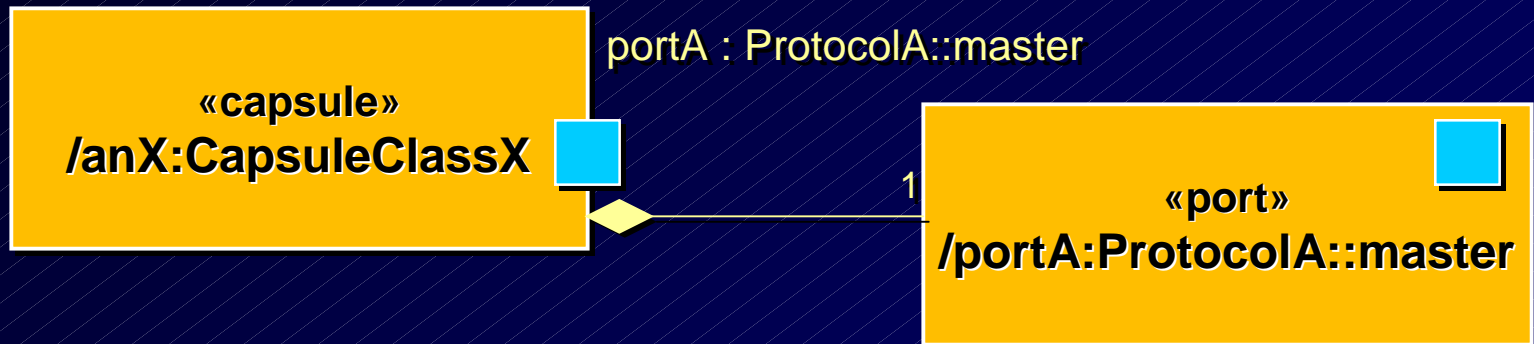 portA : ProtocolA::master
«capsule»
/anX:CapsuleClassX
1
«port»
/portA:ProtocolA::master